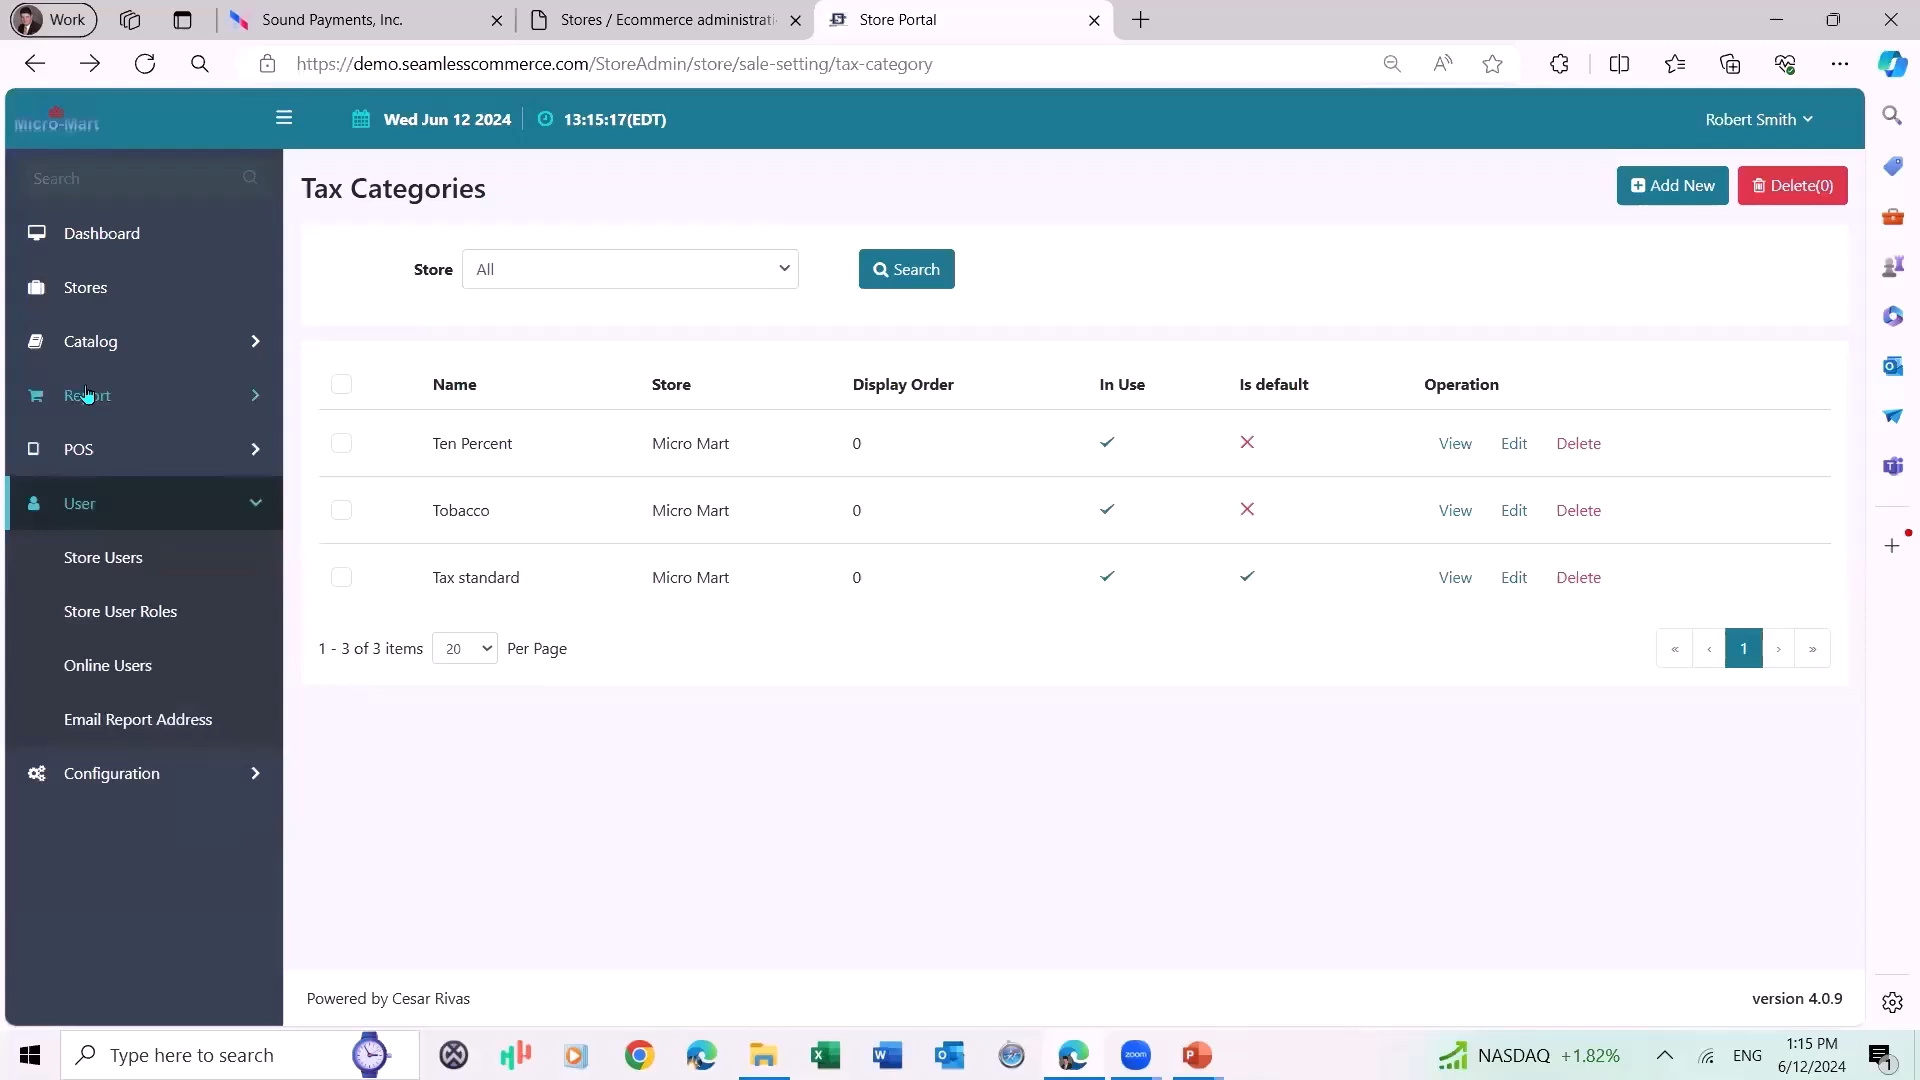 Work
Sound Payments, Inc.
Stores / Ecommerce administrati
Store Portal
https://demo.seamlesscommerce.com/StoreAdmin/store/sale-setting/tax-category
Micro-Mart
Wed Jun 12 2024
13:15:17(EDT)
Robert Smith
Search
Dashboard
Stores
Catalog
Report
POS
User
Store Users
Store User Roles
Online Users
Email Report Address
Configuration
Tax Categories
Add New
Delete(0)
Store All Search
Name Store Display Order In Use Is default Operation
Ten Percent Micro Mart 0 View Edit Delete
Tobacco Micro Mart 0 View Edit Delete
Tax standard Micro Mart 0 View Edit Delete
1 - 3 of 3 items 20 Per Page
« ‹ 1 › »
Powered by Cesar Rivas
version 4.0.9
Type here to search
zoom
NASDAQ +1.82%
ENG
1:15 PM
6/12/2024
1